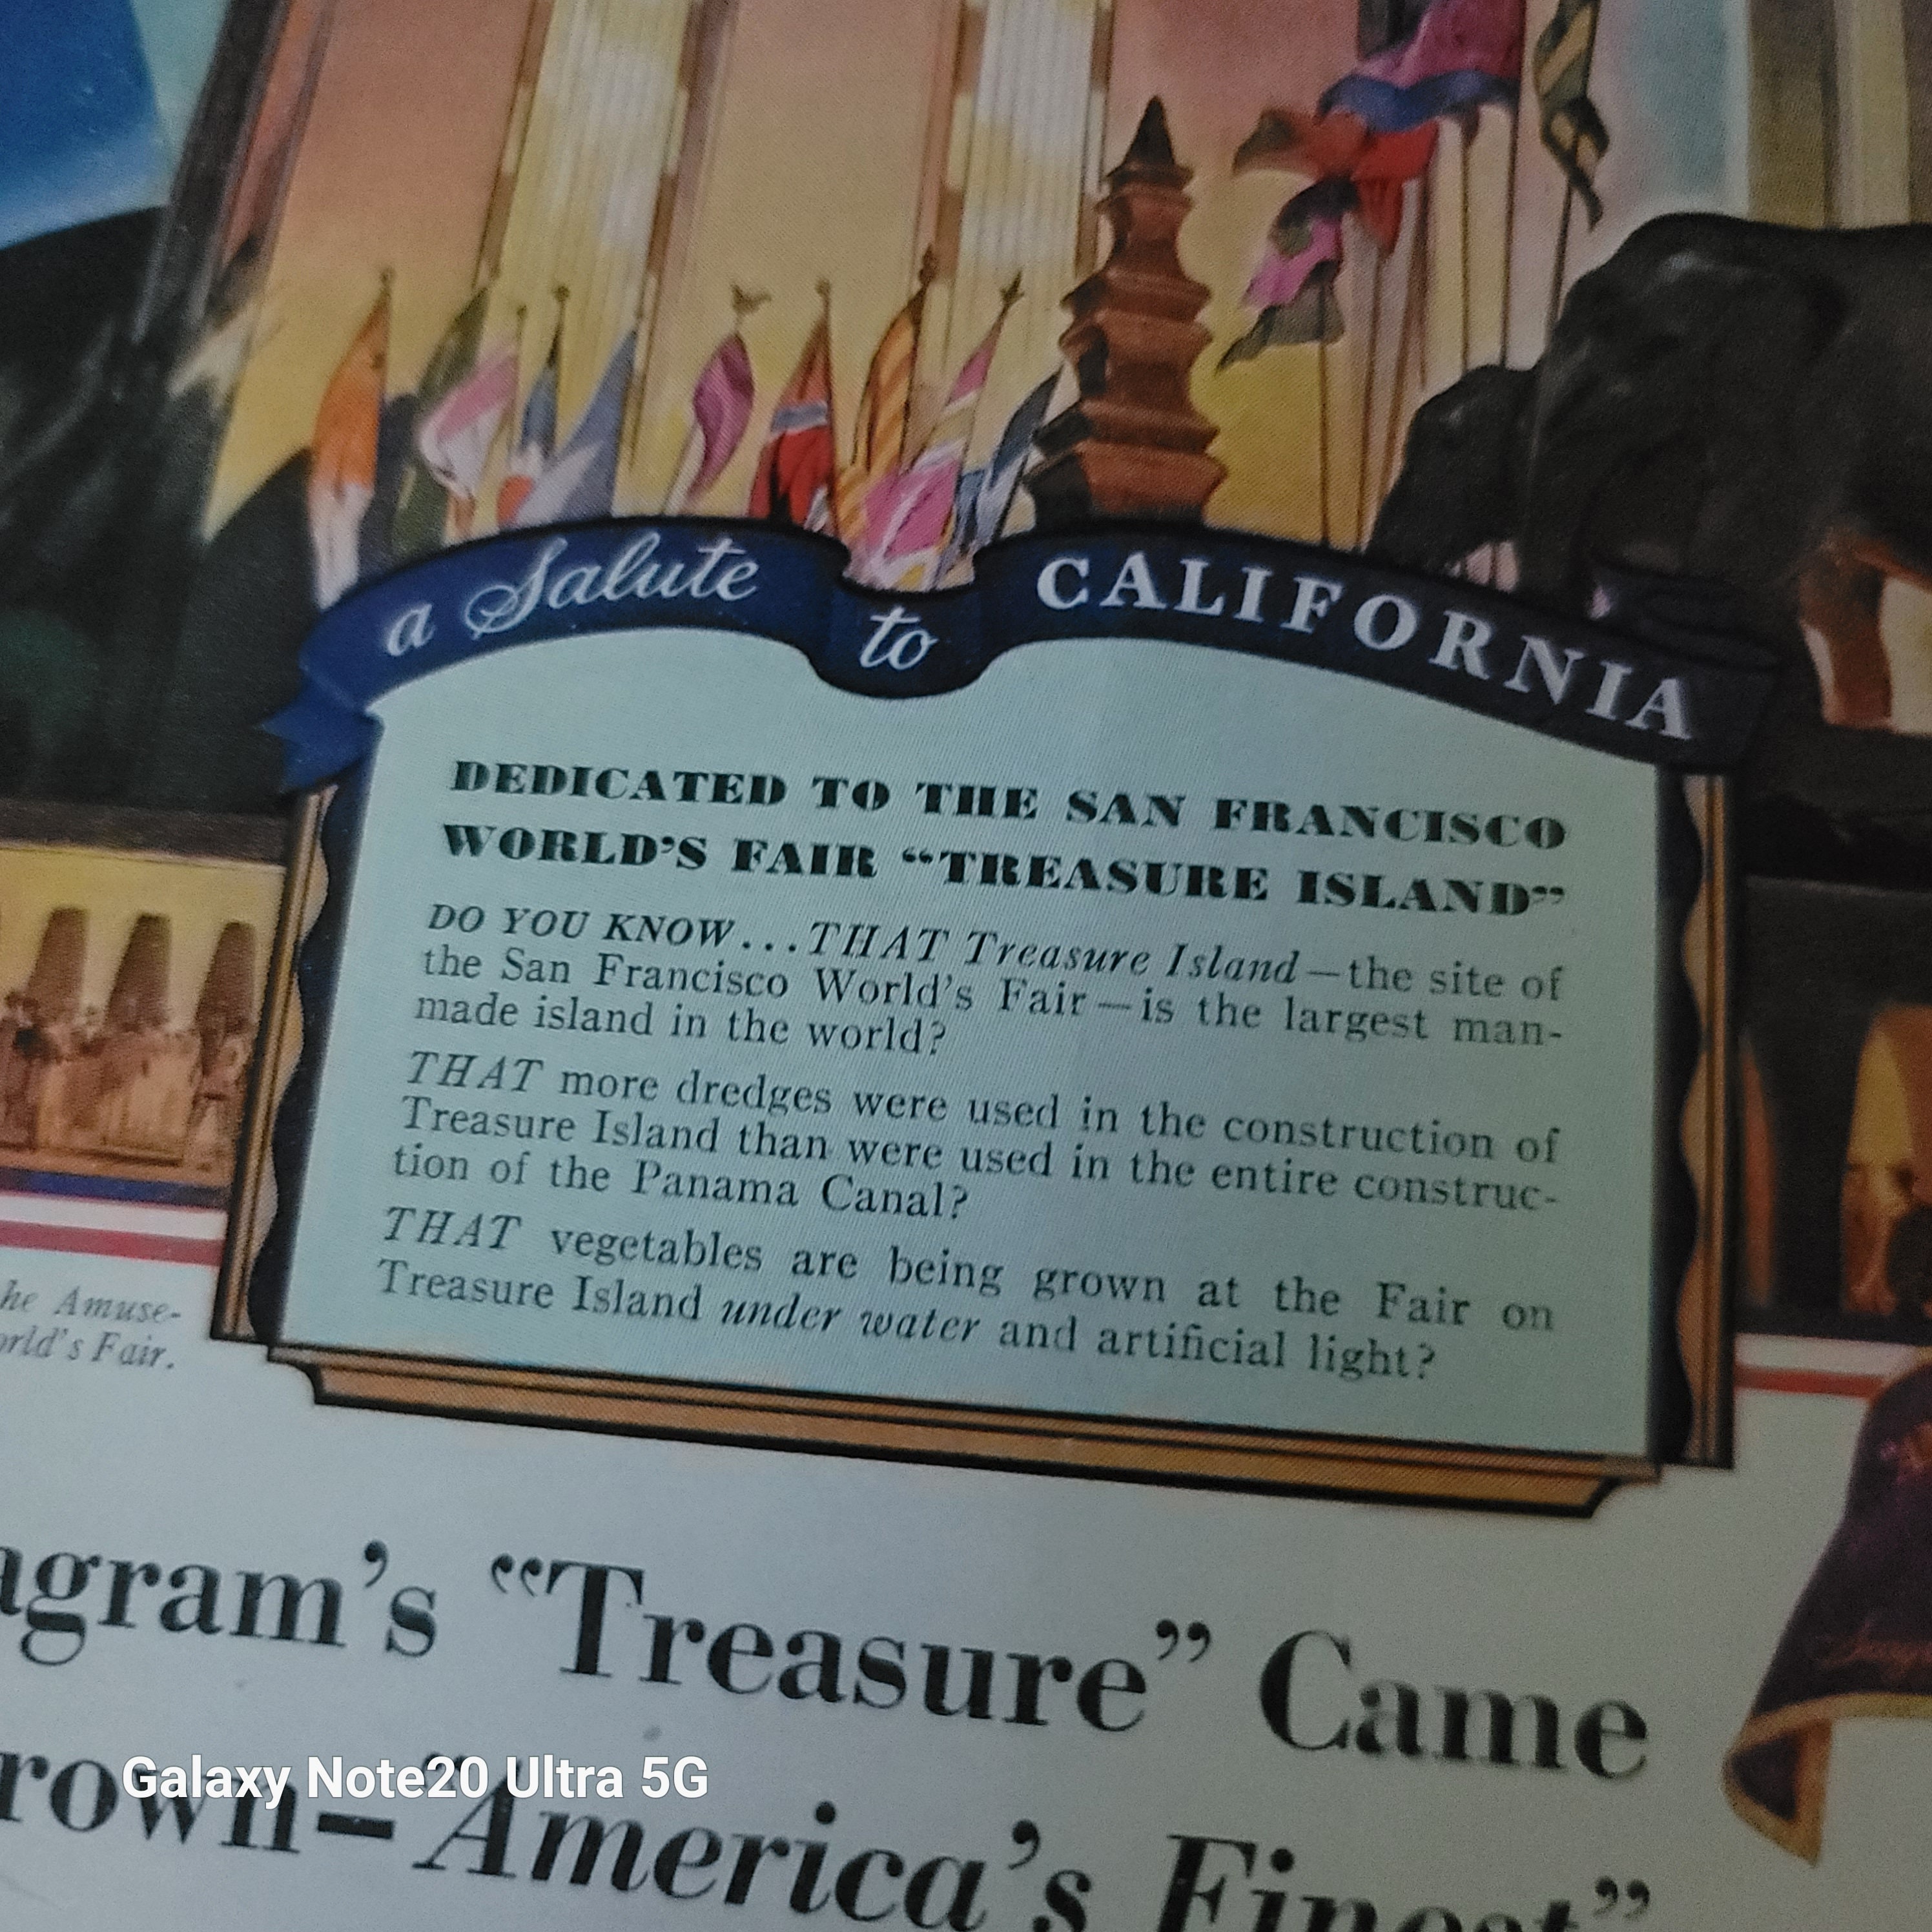 a Salute to CALIFORNIA
DEDICATED TO THE SAN FRANCISCO
WORLD'S FAIR “TREASURE ISLAND”
DO YOU KNOW...THAT Treasure Island—the site of
the San Francisco World's Fair—is the largest man-
made island in the world?
THAT more dredges were used in the construction of
Treasure Island than were used in the entire construc-
tion of the Panama Canal?
THAT vegetables are being grown at the Fair on
Treasure Island under water and artificial light?
he Amuse-
orld's Fair.
agram's “Treasure” Came
rown—“America's Finest”
Galaxy Note20 Ultra 5G